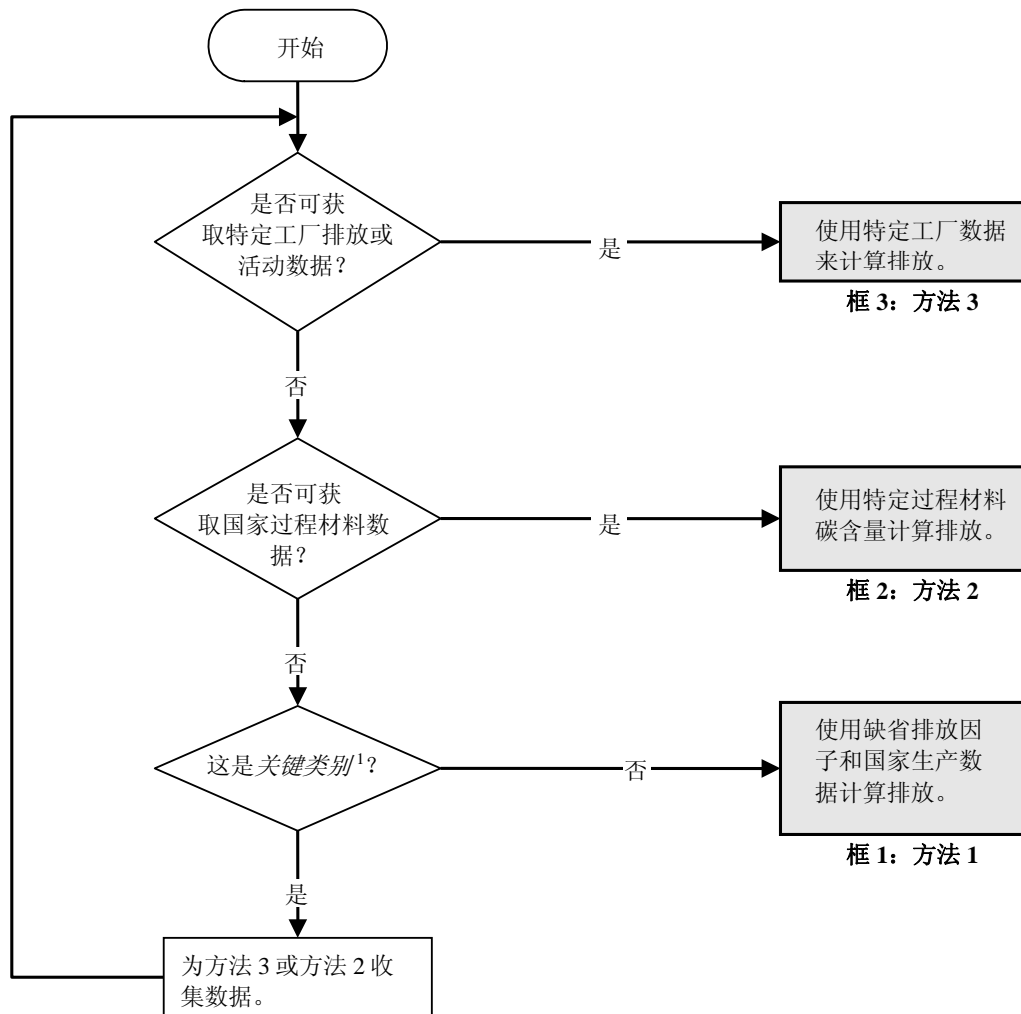 开始
是否可获
取特定工厂排放或
活动数据？
是
使用特定工厂数据
来计算排放。
框 3：方法 3
否
是否可获
取国家过程材料数
据？
是
使用特定过程材料
碳含量计算排放。
框 2：方法 2
否
这是关键类别¹？
否
使用缺省排放因
子和国家生产数
据计算排放。
框 1：方法 1
是
为方法 3 或方法 2 收
集数据。